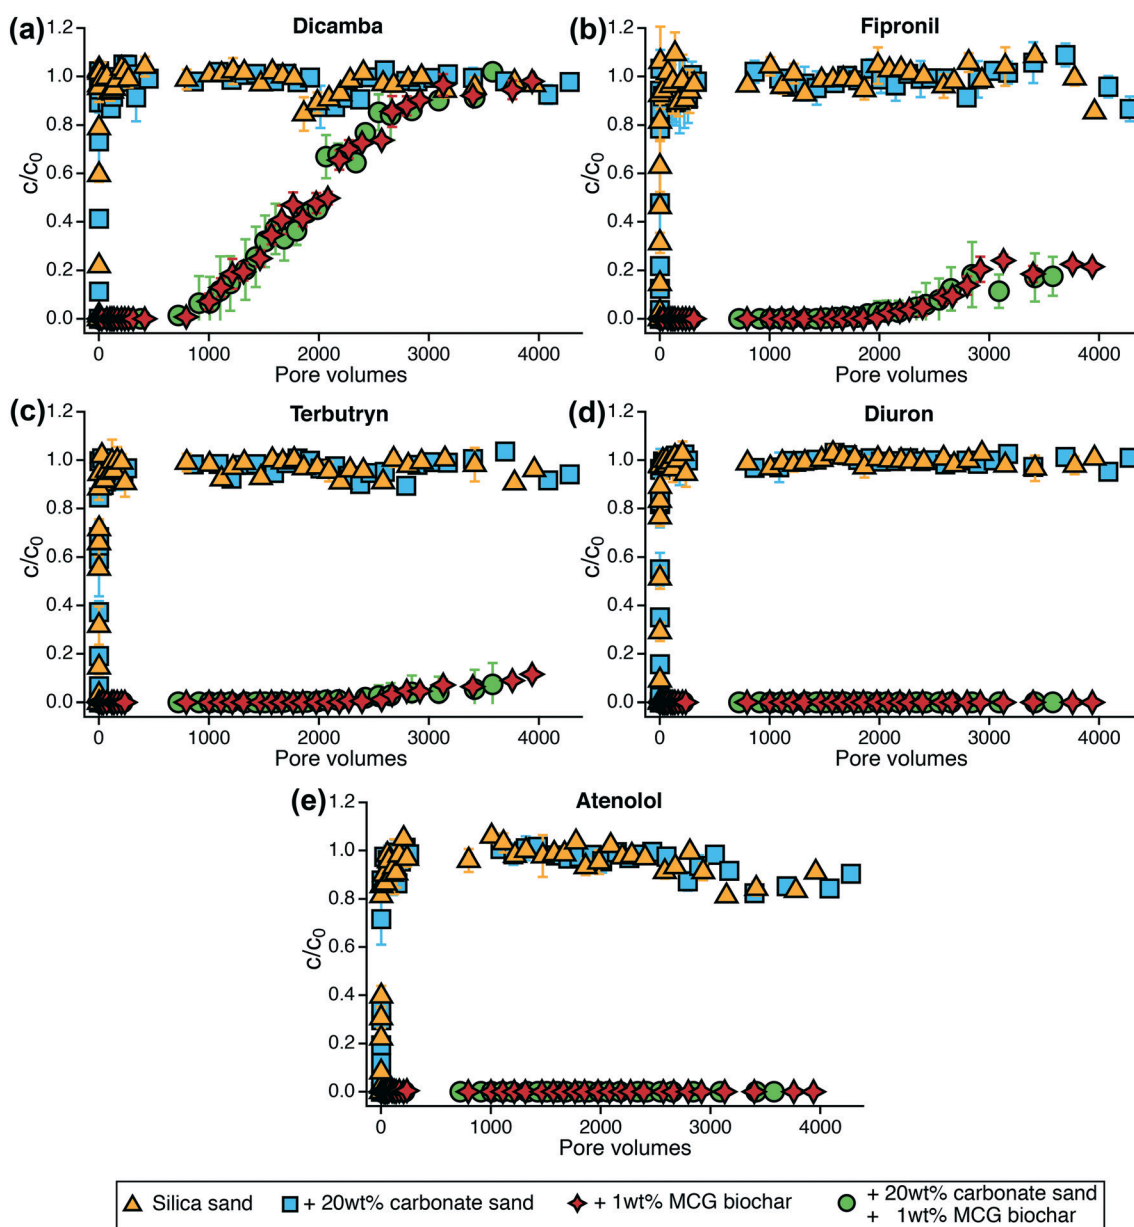 (a) Dicamba
1.2
1.0
0.8
0.6
0.4
0.2
0.0
c/c0
0 1000 2000 3000 4000
Pore volumes
(b) Fipronil
1.2
1.0
0.8
0.6
0.4
0.2
0.0
c/c0
0 1000 2000 3000 4000
Pore volumes
(c) Terbutryn
1.2
1.0
0.8
0.6
0.4
0.2
0.0
c/c0
0 1000 2000 3000 4000
(d) Diuron
1.2
1.0
0.8
0.6
0.4
0.2
0.0
c/c0
0 1000 2000 3000 4000
Pore volumes
(e) Atenolol
1.2
1.0
0.8
0.6
0.4
0.2
0.0
c/c0
0 1000 2000 3000 4000
Pore volumes
Silica sand
+ 20wt% carbonate sand
+ 1wt% MCG biochar
+ 20wt% carbonate sand
+ 1wt% MCG biochar